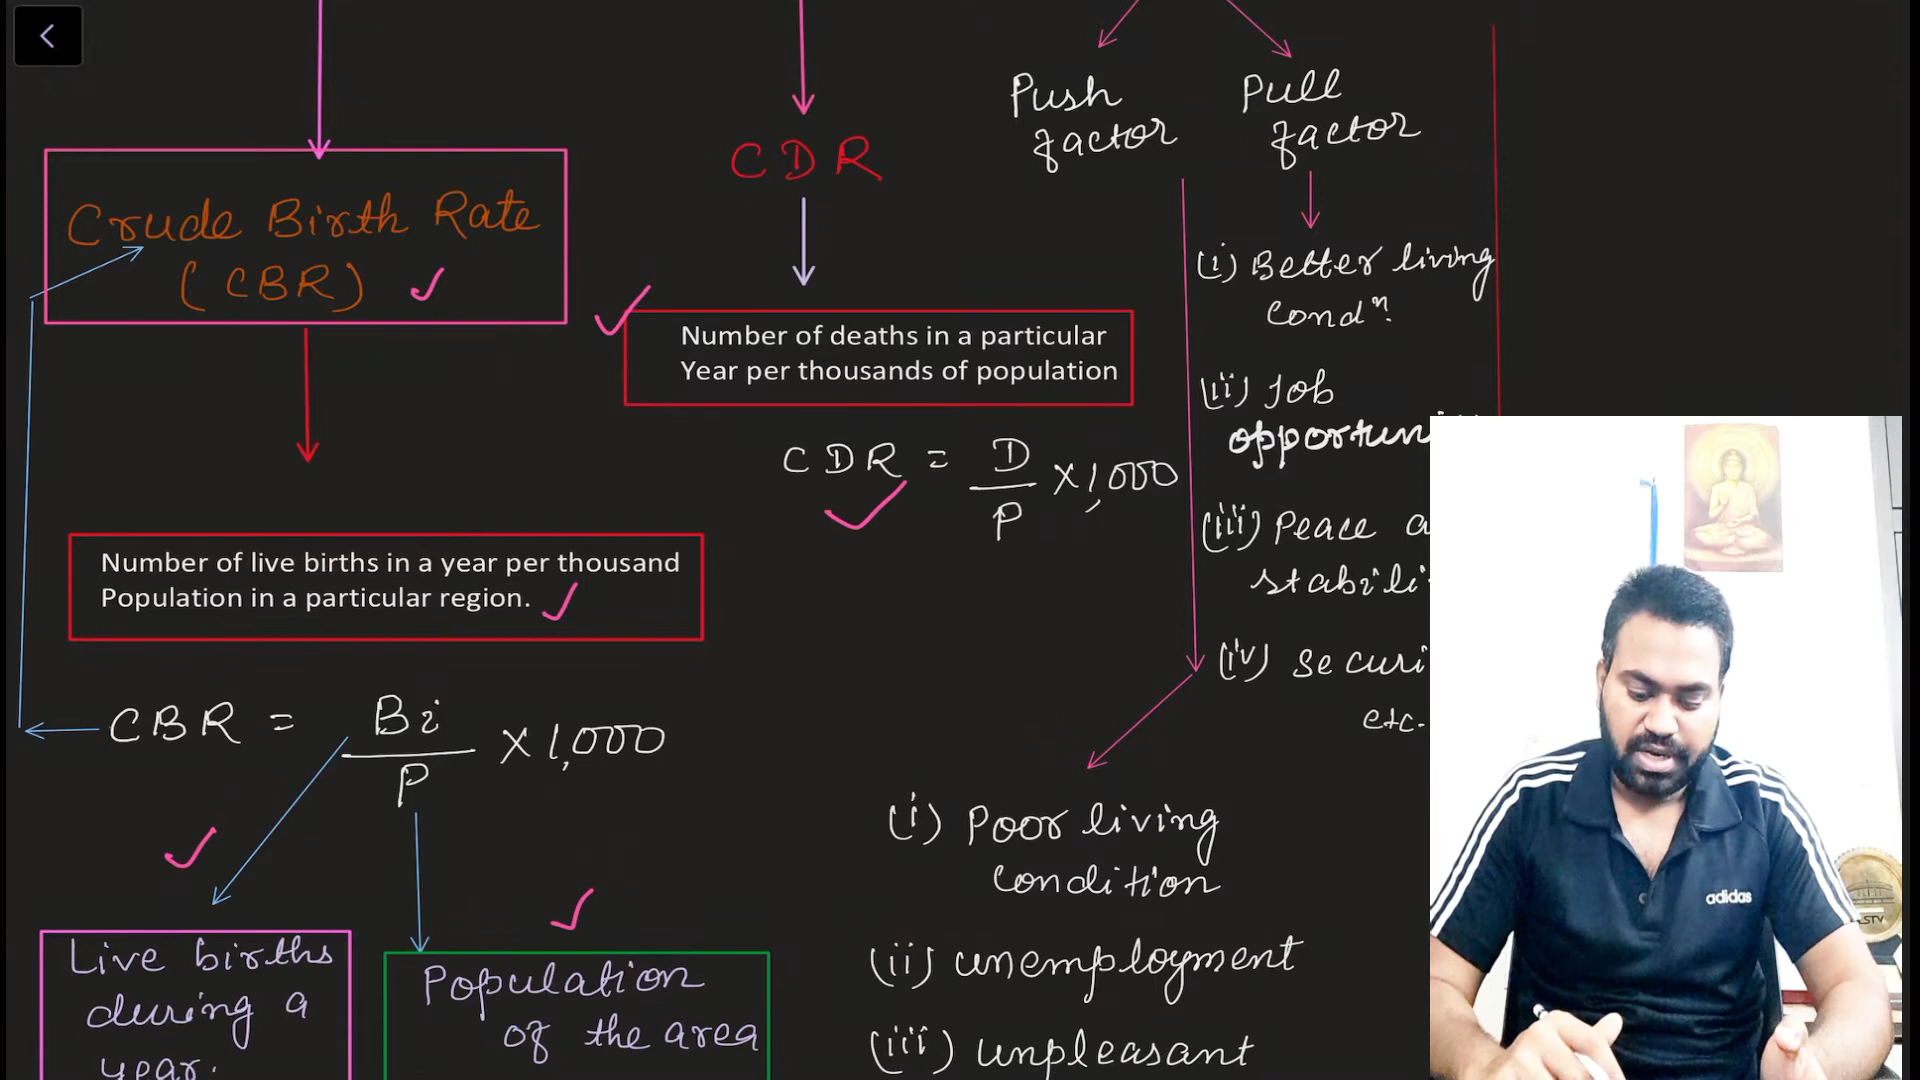 Crude Birth Rate
(CBR)
Number of live births in a year per thousand
Population in a particular region.
CBR = Bi / P × 1,000
Live births
during a
year.
Population
of the area
CDR
Number of deaths in a particular
Year per thousands of population
CDR = D / P × 1,000
Push
factor
Pull
factor
(i) Better living
Condⁿ.
(ii) Job
(iii) Peace
(iv)
etc.
(i) Poor living
condition
(ii) unemployment
(iii) unpleasant
adidas
STV